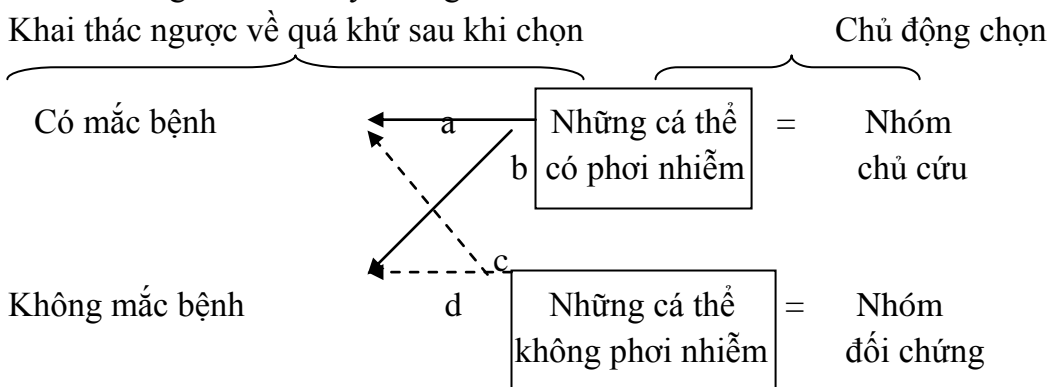 Khai thác ngược về quá khứ sau khi chọn Chủ động chọn
Có mắc bệnh a Những cá thể = Nhóm
b có phơi nhiễm chủ cứu
c
Không mắc bệnh d Những cá thể = Nhóm
không phơi nhiễm đối chứng